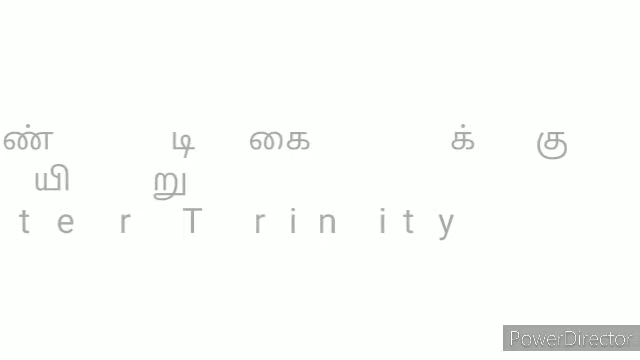 ண் டி கை க் கு
யி று
t e r T r i n i t y
PowerDirector